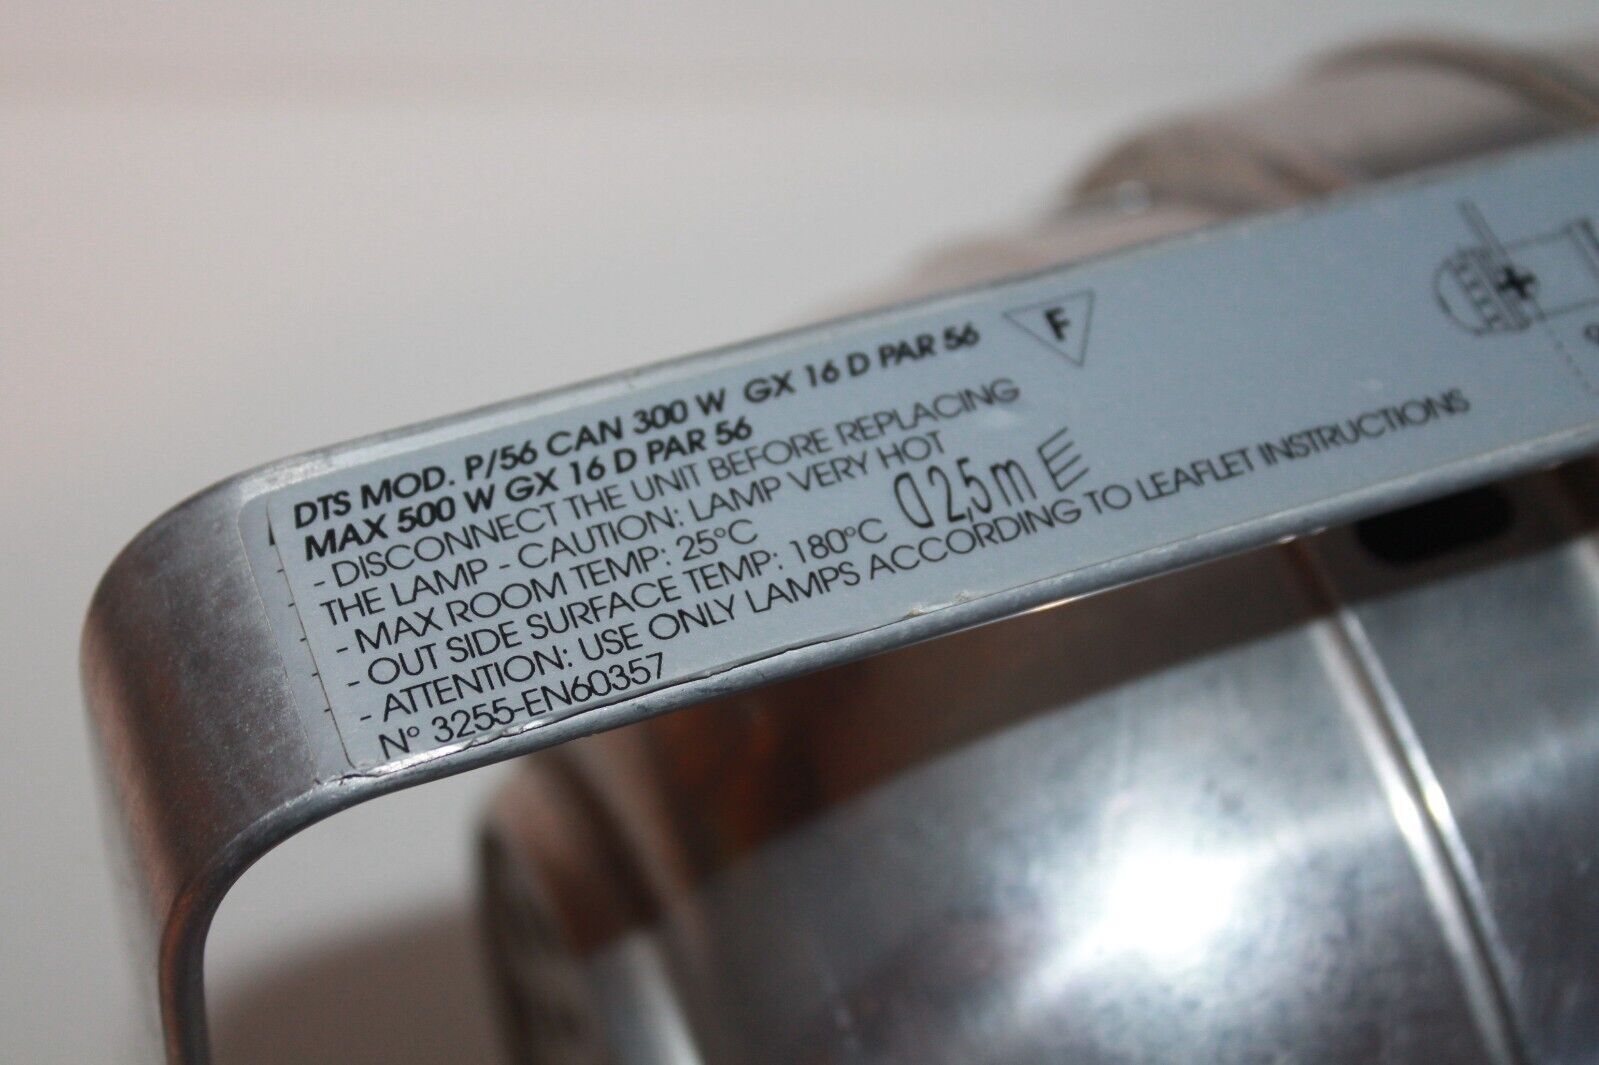 DTS MOD. P/56 CAN 300 W GX 16 D PAR 56
MAX 500 W GX 16 D PAR 56
F
- DISCONNECT THE UNIT BEFORE REPLACING
THE LAMP - CAUTION: LAMP VERY HOT
- MAX ROOM TEMP: 25°C
- OUT SIDE SURFACE TEMP: 180°C
2,5m
- ATTENTION: USE ONLY LAMPS ACCORDING TO LEAFLET INSTRUCTIONS
N° 3255-EN60357